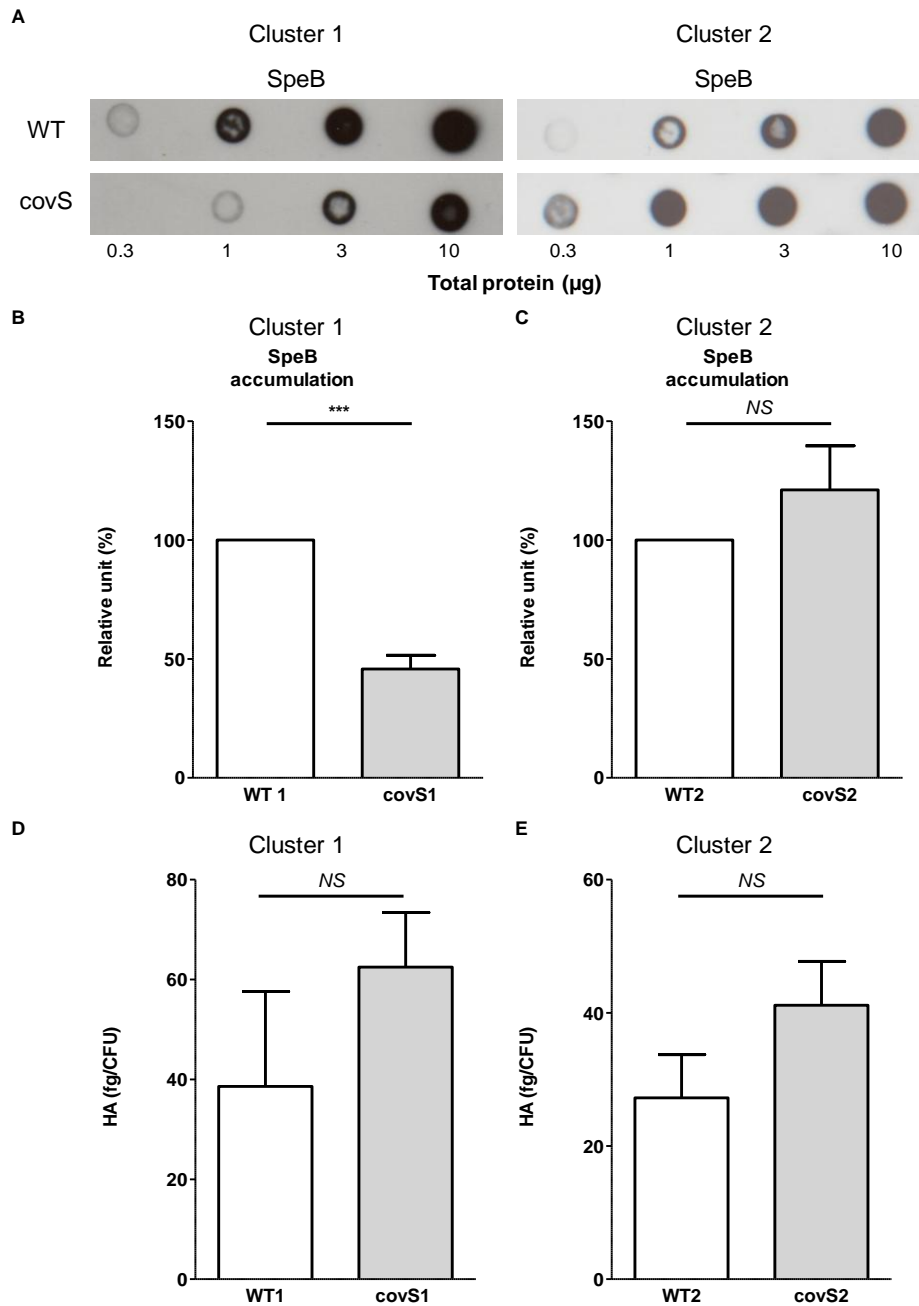 A
Cluster 1 Cluster 2
SpeB SpeB
WT
covS
0.3 1 3 10 0.3 1 3 10
Total protein (µg)
B C
Cluster 1 Cluster 2
SpeB SpeB
accumulation accumulation
*** NS
150 150
100 100
Relative unit (%) Relative unit (%)
50 50
0 0
WT 1 covS1 WT2 covS2
D E
Cluster 1 Cluster 2
80 60
NS NS
60
40
HA (fg/CFU) HA (fg/CFU)
40
20
20
0 0
WT1 covS1 WT2 covS2